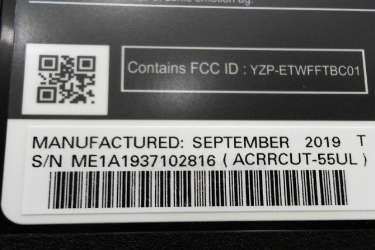 Contains FCC ID : YZP-ETWFFTBC01
MANUFACTURED: SEPTEMBER 2019 T
S/N ME1A1937102816 ( ACRRCUT-55UL )